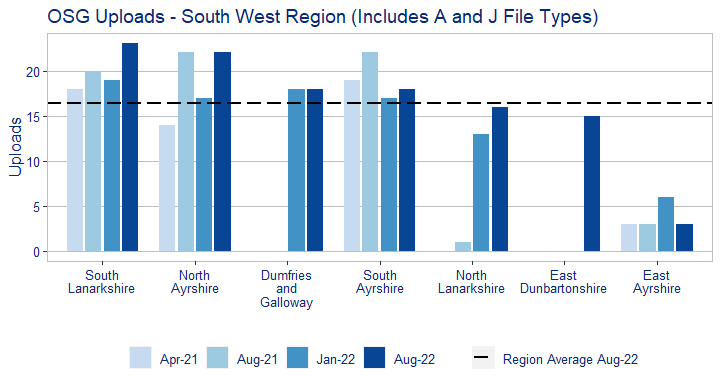 OSG Uploads - South West Region (Includes A and J File Types)
Uploads
20
15
10
5
0
South
Lanarkshire
North
Ayrshire
Dumfries
and
Galloway
South
Ayrshire
North
Lanarkshire
East
Dunbartonshire
East
Ayrshire
Apr-21
Aug-21
Jan-22
Aug-22
Region Average Aug-22